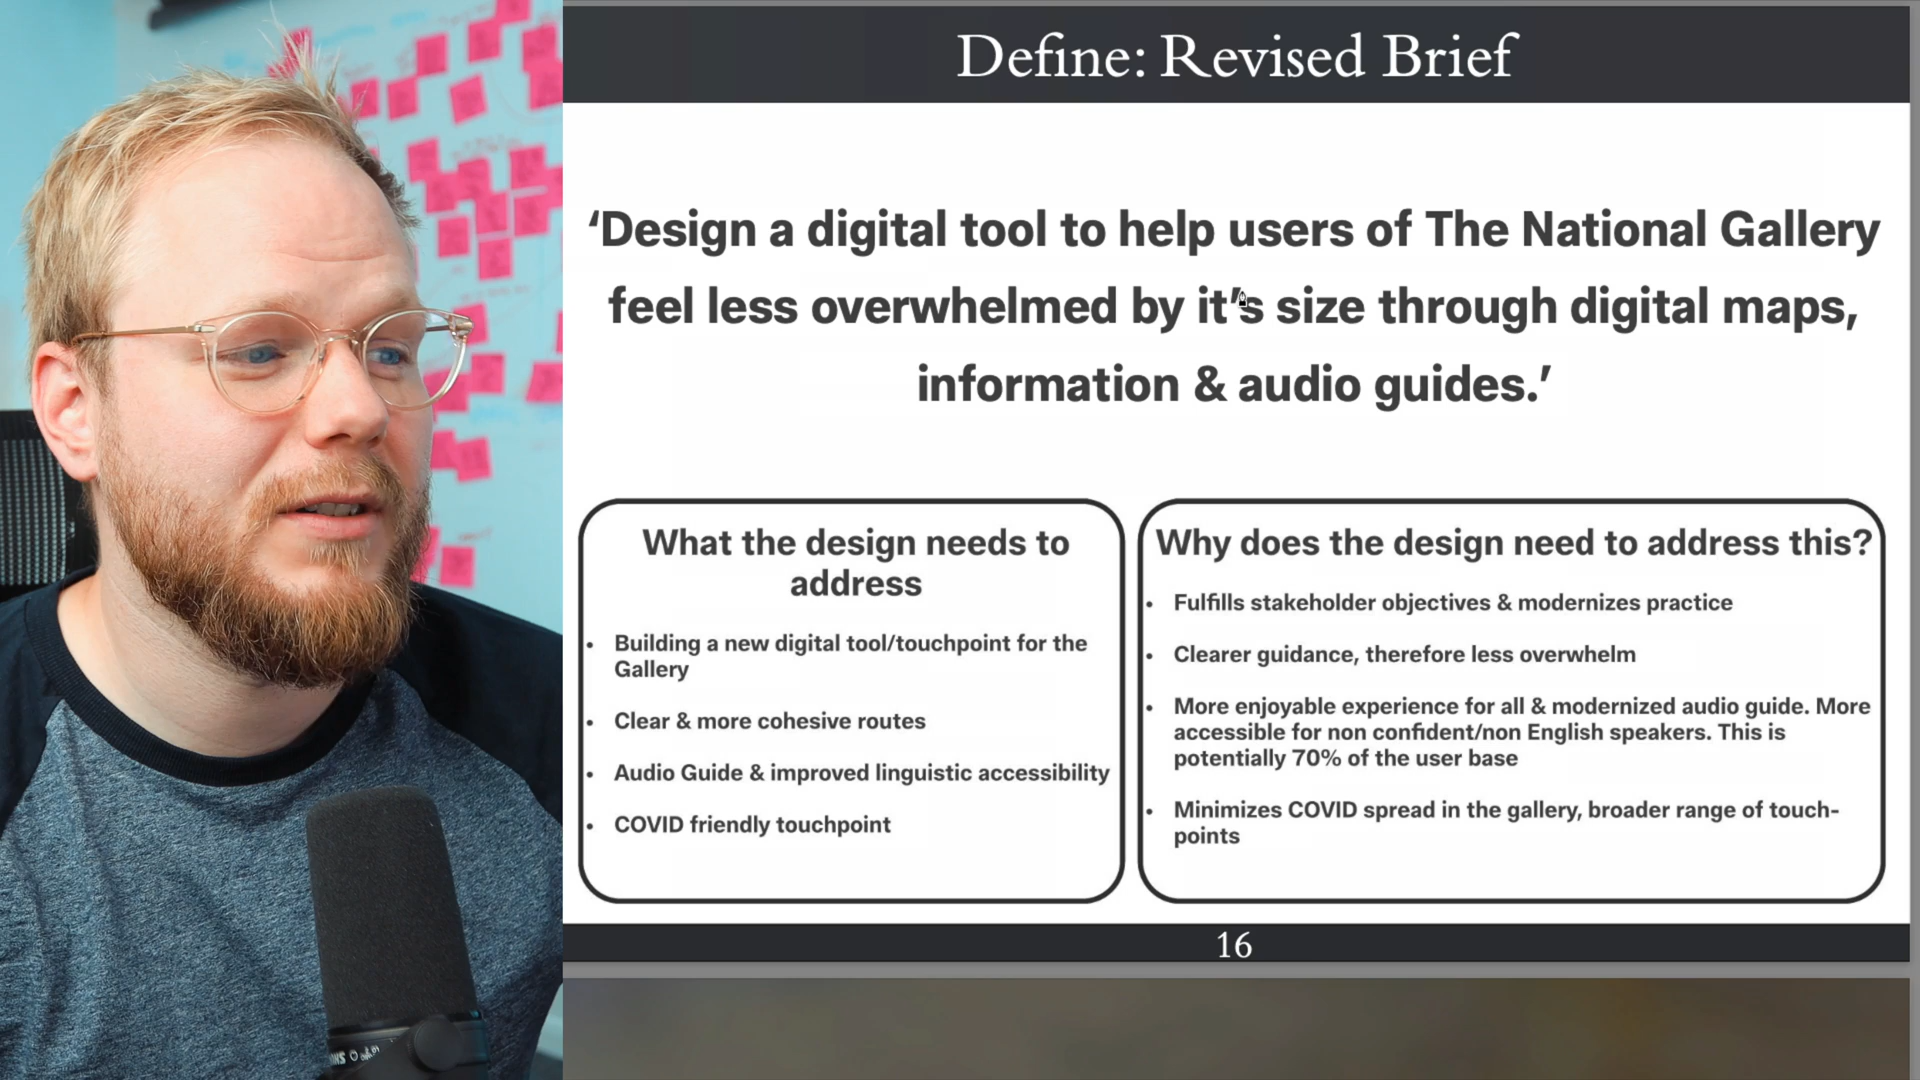 Define: Revised Brief
‘Design a digital tool to help users of The National Gallery
feel less overwhelmed by it’s size through digital maps,
information & audio guides.’
What the design needs to
address
• Building a new digital tool/touchpoint for the
Gallery
• Clear & more cohesive routes
• Audio Guide & improved linguistic accessibility
• COVID friendly touchpoint
Why does the design need to address this?
• Fulfills stakeholder objectives & modernizes practice
• Clearer guidance, therefore less overwhelm
• More enjoyable experience for all & modernized audio guide. More
accessible for non confident/non English speakers. This is
potentially 70% of the user base
• Minimizes COVID spread in the gallery, broader range of touch-
points
16